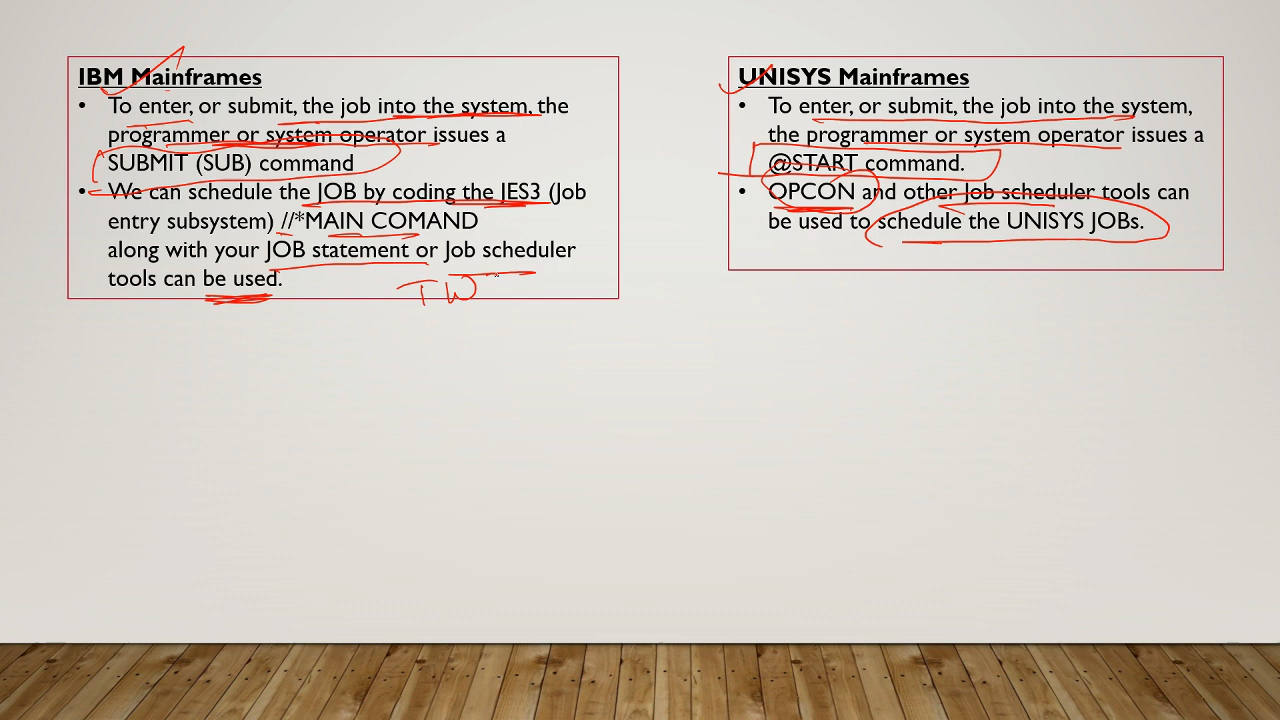 IBM Mainframes
• To enter, or submit, the job into the system, the
programmer or system operator issues a
SUBMIT (SUB) command
• We can schedule the JOB by coding the JES3 (Job
entry subsystem) //*MAIN COMAND
along with your JOB statement or Job scheduler
tools can be used.
TW
UNISYS Mainframes
• To enter, or submit, the job into the system,
the programmer or system operator issues a
@START command.
• OPCON and other Job scheduler tools can
be used to schedule the UNISYS JOBs.